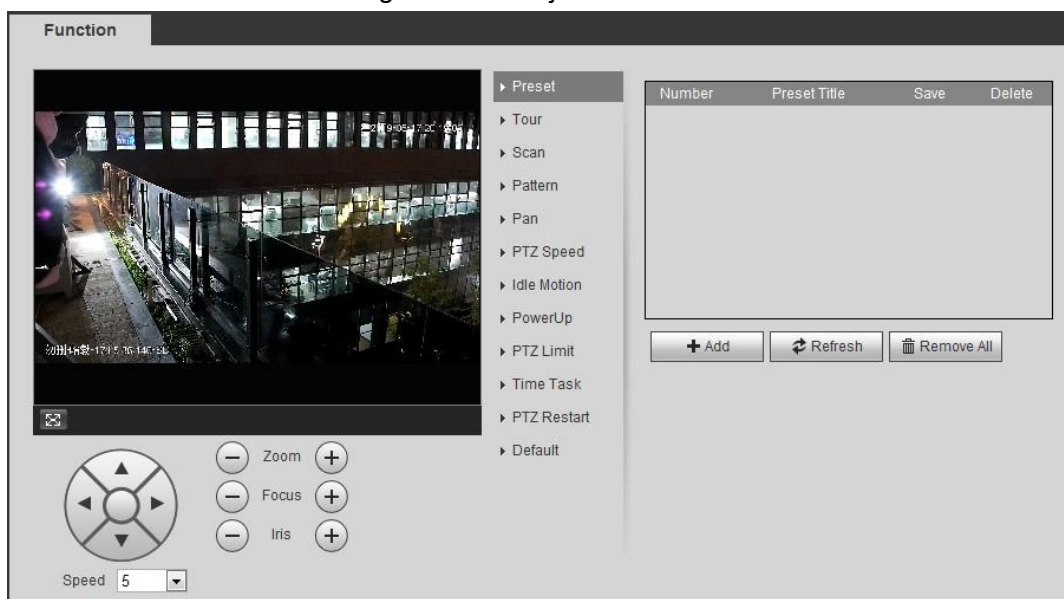 Function
Preset
Tour
Scan
Pattern
Pan
PTZ Speed
Idle Motion
PowerUp
PTZ Limit
Time Task
PTZ Restart
Default
Number Preset Title Save Delete
Add Refresh Remove All
Zoom
Focus
Iris
Speed 5